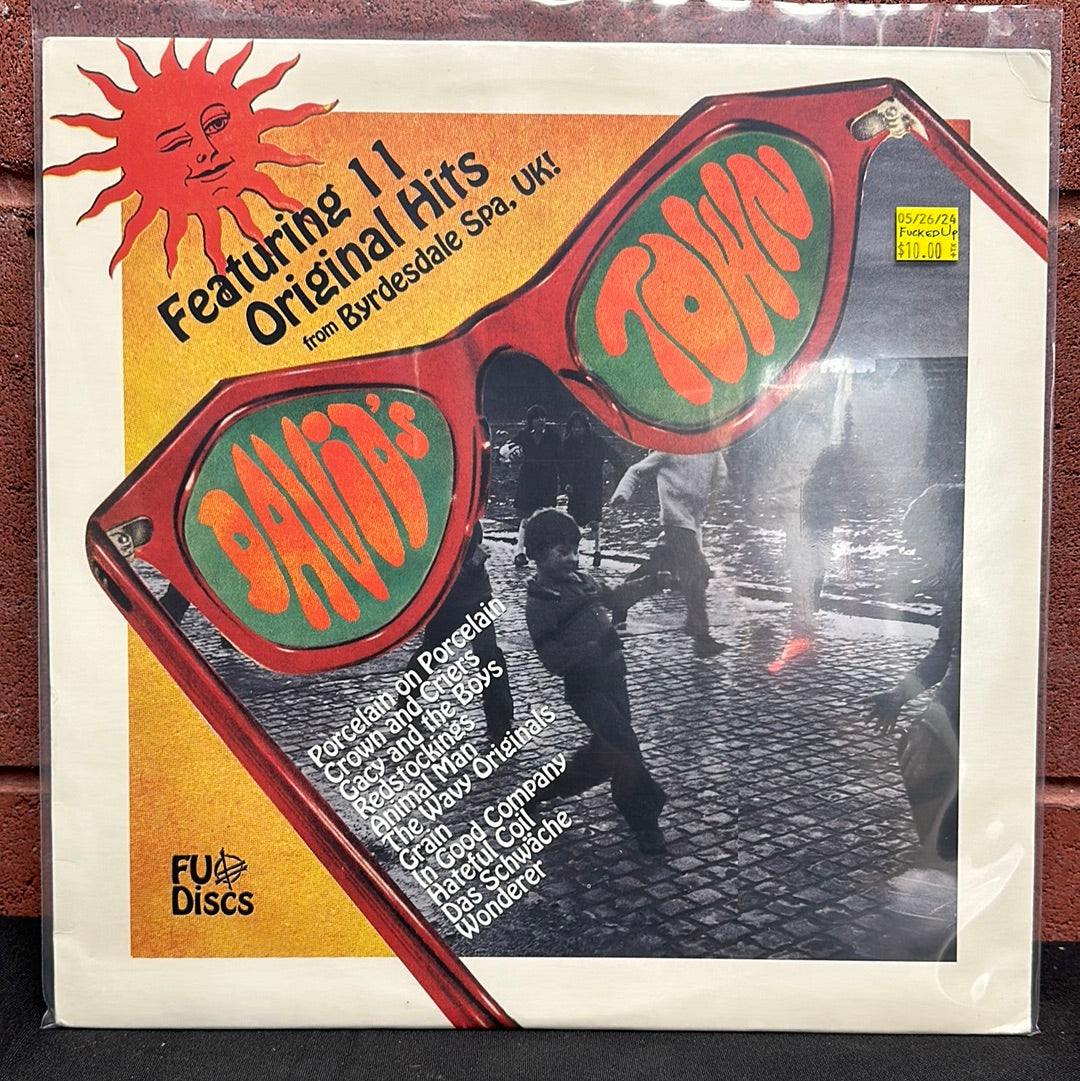 Featuring 11
Original Hits
from Byrdesdale Spa, UK!
DAViD's
TOWN
05/26/24
FUCKED UP
$10.00 +TX
Porcelain on Porcelain
Crown and Criers
Gacy and the Boys
Redstockings
Animal Man
The Wavy Originals
Grain
In Good Company
Hateful Coil
Das Schwäche
Wonderer
FU
Discs